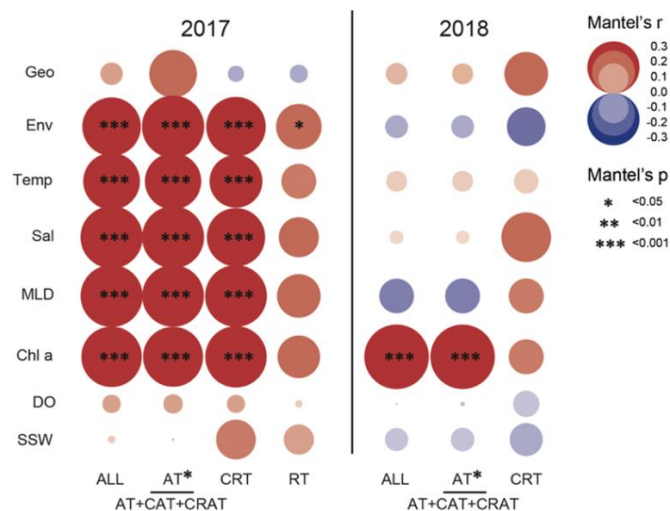 2017
2018
Mantel's r
0.3
0.2
0.1
0.0
-0.1
-0.2
-0.3
Mantel's p
* <0.05
** <0.01
*** <0.001
Geo
Env *** *** *** *
Temp *** *** ***
Sal *** *** ***
MLD *** *** ***
Chl a *** *** *** *** ***
DO
SSW
ALL AT* CRT RT ALL AT* CRT
AT+CAT+CRAT AT+CAT+CRAT